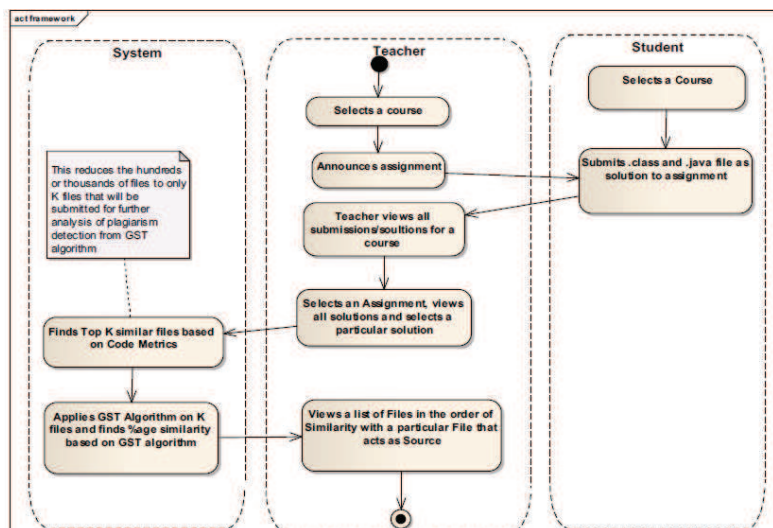 act framework
System
Teacher
Student
Selects a Course
Selects a course
Announces assignment
Submits .class and .java file as
solution to assignment
This reduces the hundreds
or thousands of files to only
K files that will be
submitted for further
analysis of plagiarism
detection from GST
algorithm
Teacher views all
submissions/soultions for a
course
Selects an Assignment, views
all solutions and selects a
particular solution
Finds Top K similar files based
on Code Metrics
Applies GST Algorithm on K
files and finds %age similarity
based on GST algorithm
Views a list of Files in the order of
Similarity with a particular File that
acts as Source